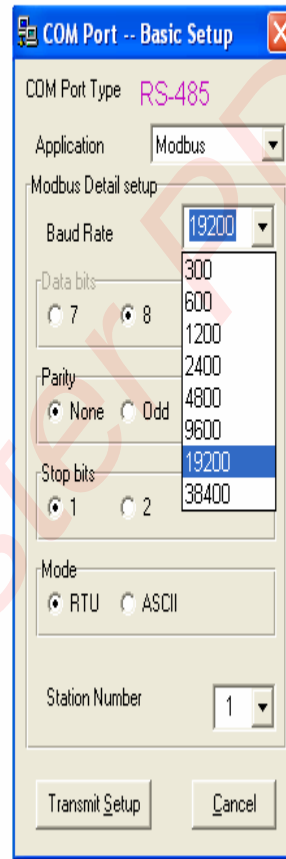 COM Port -- Basic Setup
COM Port Type RS-485
Application Modbus
Modbus Detail setup
Baud Rate 19200
300
600
1200
2400
4800
9600
19200
38400
Data bits
7 8
Parity
None Odd
Stop bits
1 2
Mode
RTU ASCII
Station Number 1
Transmit Setup Cancel